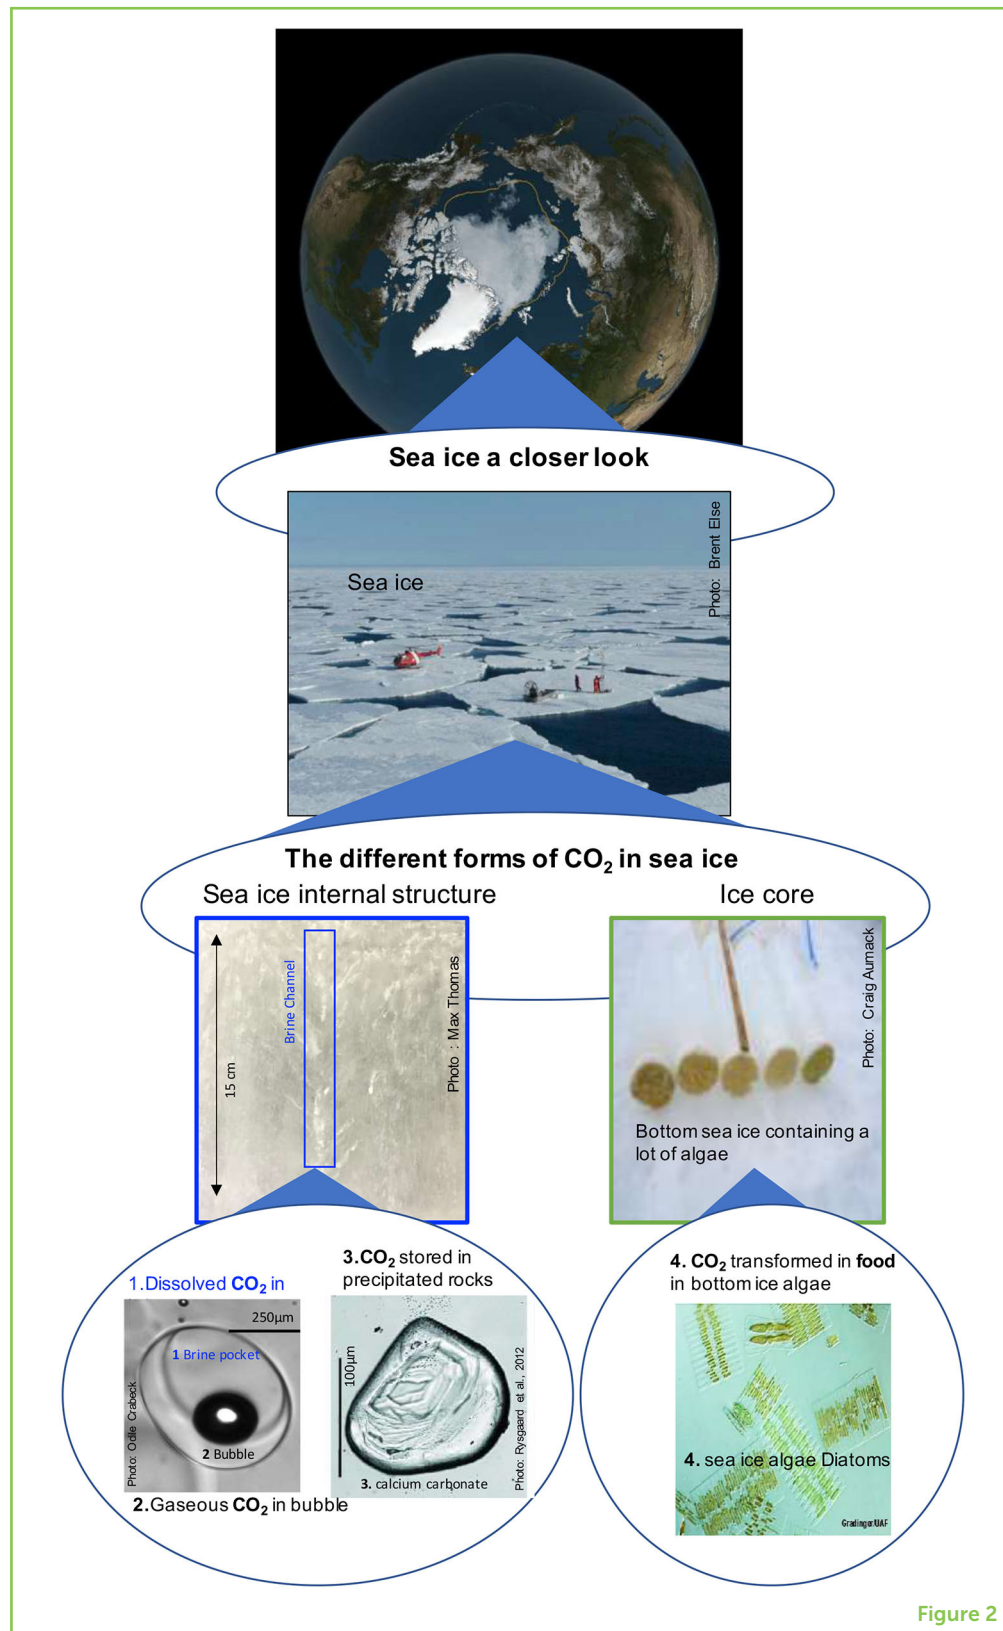 Sea ice a closer look
Photo: Brent Else
Sea ice
The different forms of CO₂ in sea ice
Sea ice internal structure
Brine Channel
15 cm
Photo : Max Thomas
Ice core
Photo: Craig Aumack
Bottom sea ice containing a
lot of algae
1.Dissolved CO₂ in
250µm
1 Brine pocket
Photo: Odile Crabeck
2 Bubble
2.Gaseous CO₂ in bubble
3.CO₂ stored in
precipitated rocks
100µm
3. calcium carbonate
Photo: Rysgaard et al., 2012
4. CO₂ transformed in food
in bottom ice algae
4. sea ice algae Diatoms
Gradinger:UAF
Figure 2